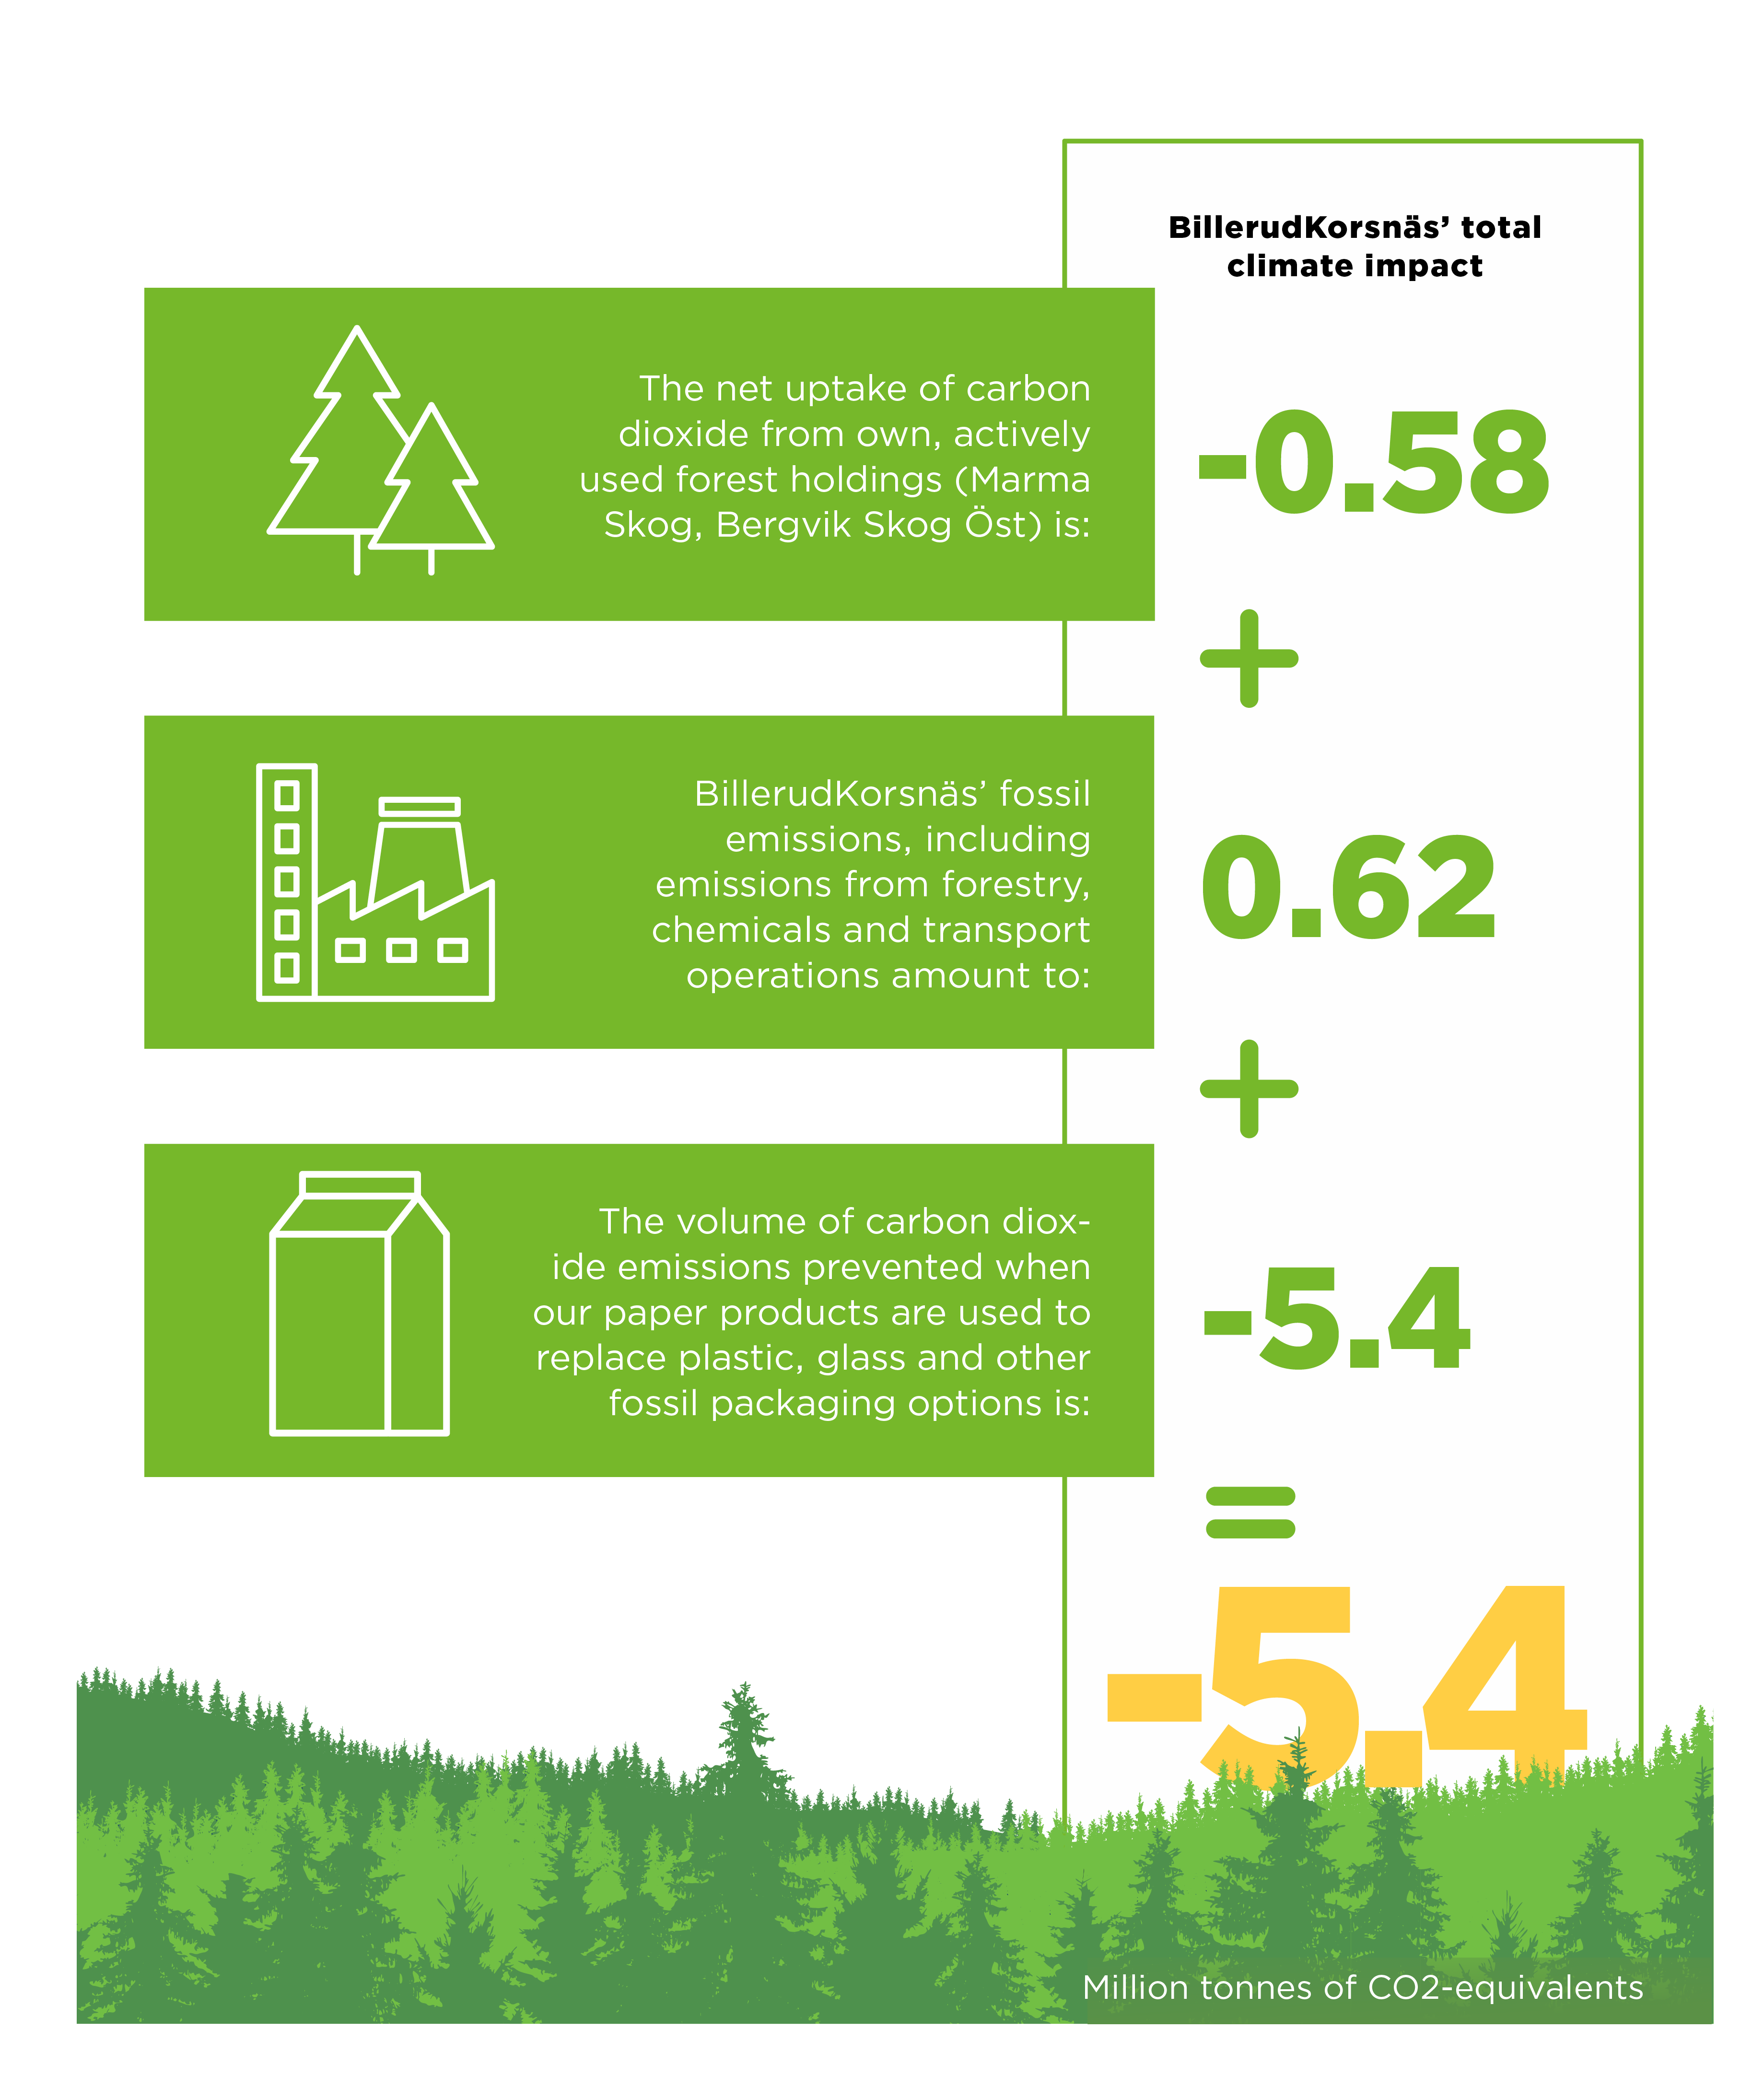 BillerudKorsnäs’ total
climate impact
The net uptake of carbon
dioxide from own, actively
used forest holdings (Marma
Skog, Bergvik Skog Öst) is:
-0.58
+
BillerudKorsnäs’ fossil
emissions, including
emissions from forestry,
chemicals and transport
operations amount to:
0.62
+
The volume of carbon diox-
ide emissions prevented when
our paper products are used to
replace plastic, glass and other
fossil packaging options is:
-5.4
=
-5.4
Million tonnes of CO2-equivalents